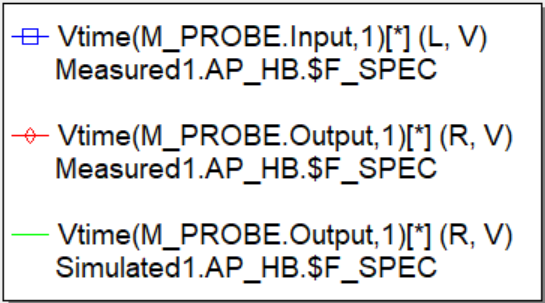 Vtime(M_PROBE.Input,1)[*] (L, V)
Measured1.AP_HB.$F_SPEC
Vtime(M_PROBE.Output,1)[*] (R, V)
Measured1.AP_HB.$F_SPEC
Vtime(M_PROBE.Output,1)[*] (R, V)
Simulated1.AP_HB.$F_SPEC